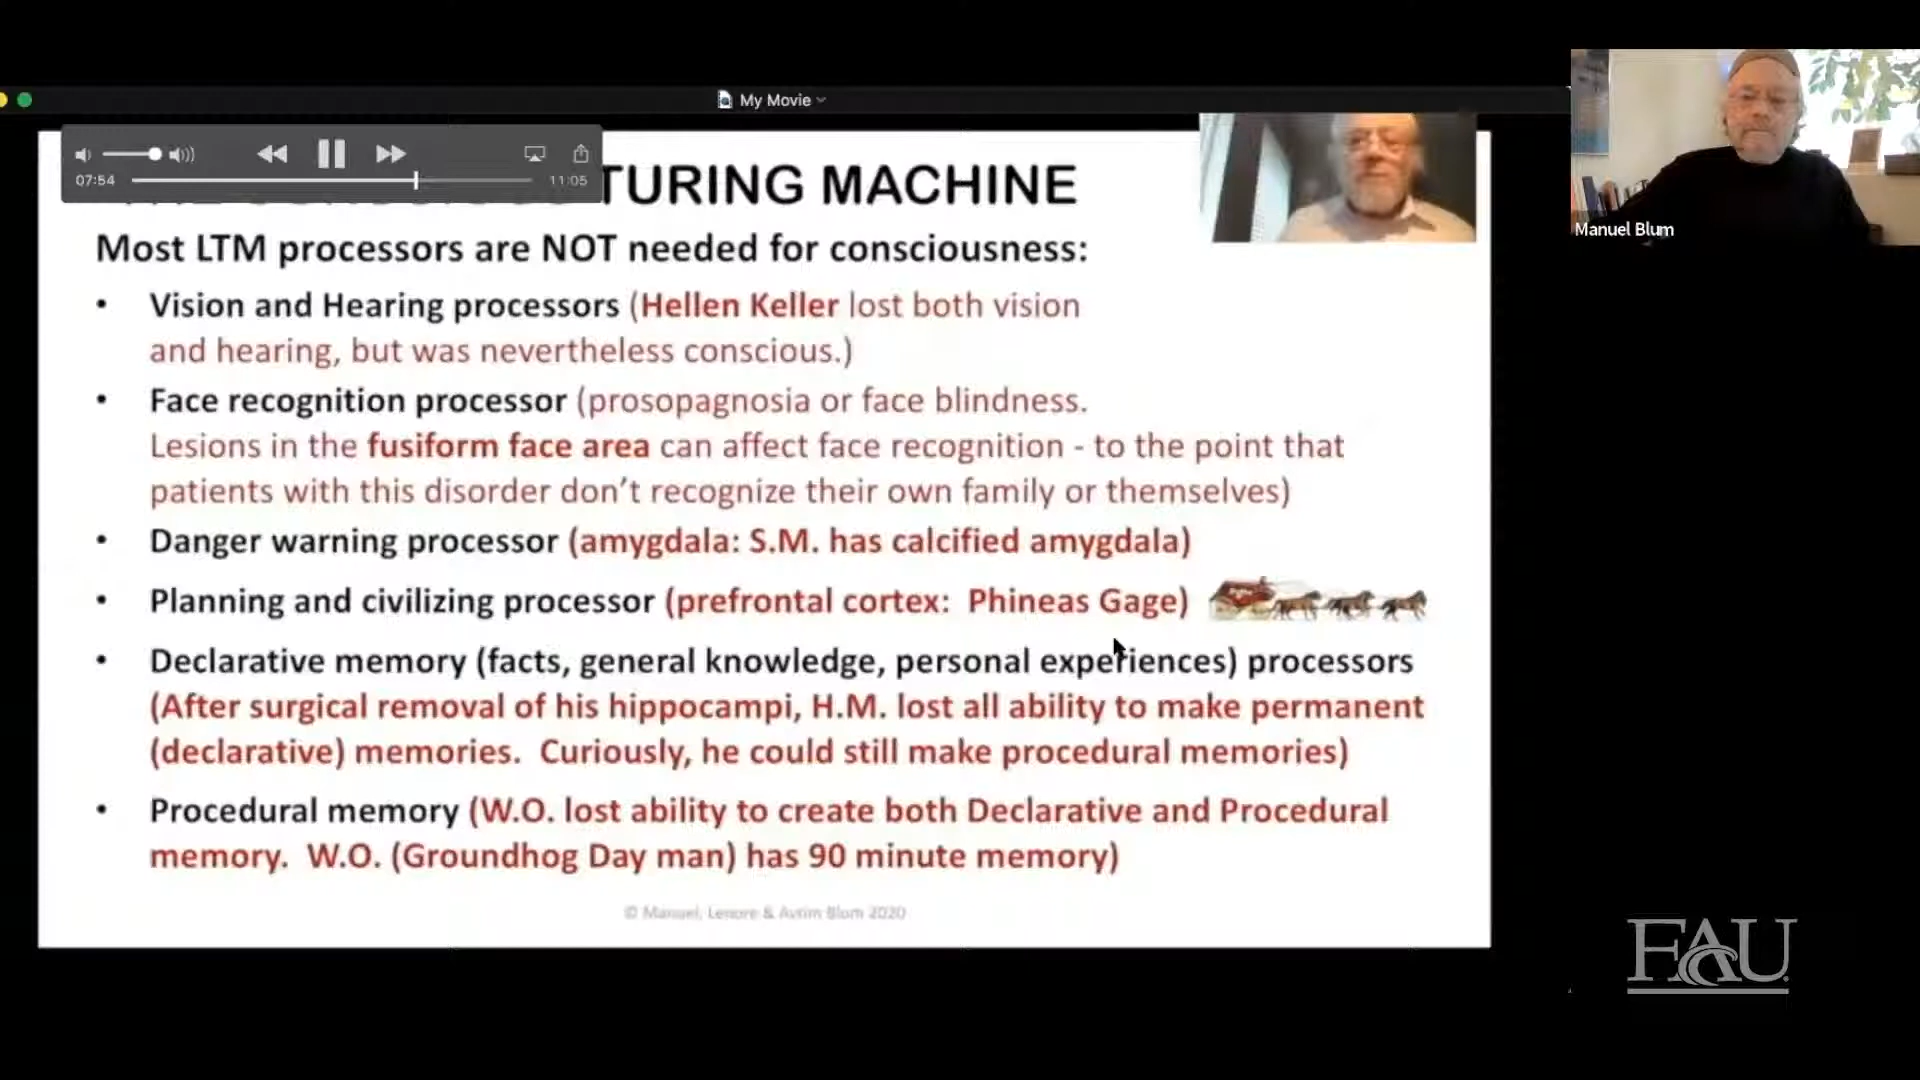 My Movie
07:54
11:05
TURING MACHINE
Most LTM processors are NOT needed for consciousness:
• Vision and Hearing processors (Hellen Keller lost both vision
and hearing, but was nevertheless conscious.)
• Face recognition processor (prosopagnosia or face blindness.
Lesions in the fusiform face area can affect face recognition - to the point that
patients with this disorder don't recognize their own family or themselves)
• Danger warning processor (amygdala: S.M. has calcified amygdala)
• Planning and civilizing processor (prefrontal cortex: Phineas Gage)
• Declarative memory (facts, general knowledge, personal experiences) processors
(After surgical removal of his hippocampi, H.M. lost all ability to make permanent
(declarative) memories. Curiously, he could still make procedural memories)
• Procedural memory (W.O. lost ability to create both Declarative and Procedural
memory. W.O. (Groundhog Day man) has 90 minute memory)
© Manuel, Lenore & Avrim Blum 2020
Manuel Blum
FAU